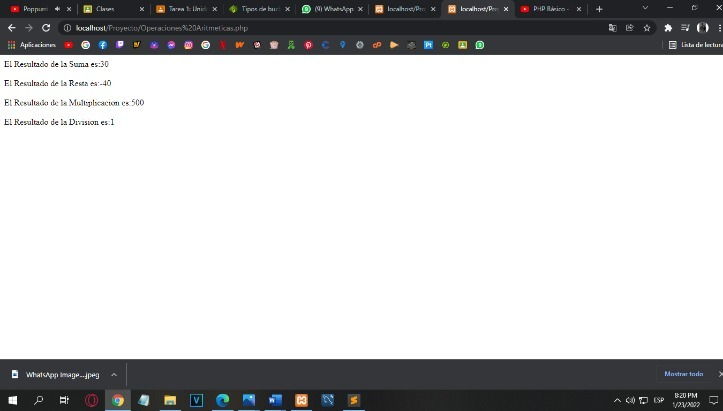 Poppuni
Clases
Tarea 1: Unid
Tipos de bu
(9) WhatsApp
localhost/Pro
localhost/Pro
PHP Básico -
localhost/Proyecto/Operaciones%20Aritmeticas.php
Aplicaciones
Lista de lectura
El Resultado de la Suma es:30
El Resultado de la Resta es:-40
El Resultado de la Multiplicacion es:500
El Resultado de la Division es:1
WhatsApp Image....jpeg
Mostrar todo
ESP
8:20 PM
1/23/2022